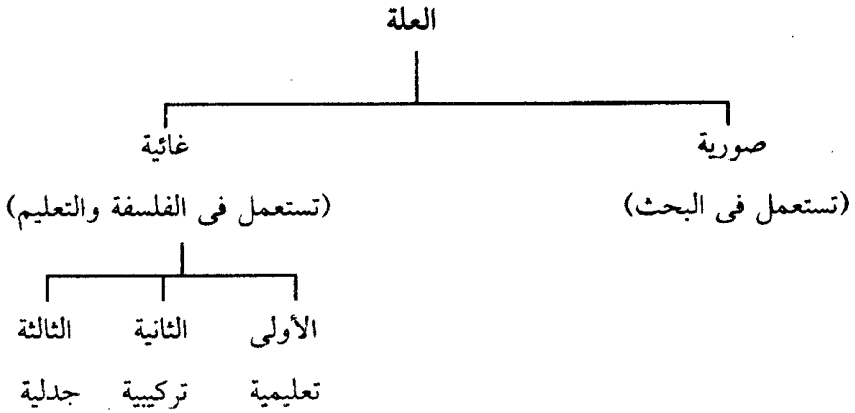 العلة
صورية غائية
(تستعمل فى البحث) (تستعمل فى الفلسفة والتعليم)
الأولى الثانية الثالثة
تعليمية تركيبية جدلية